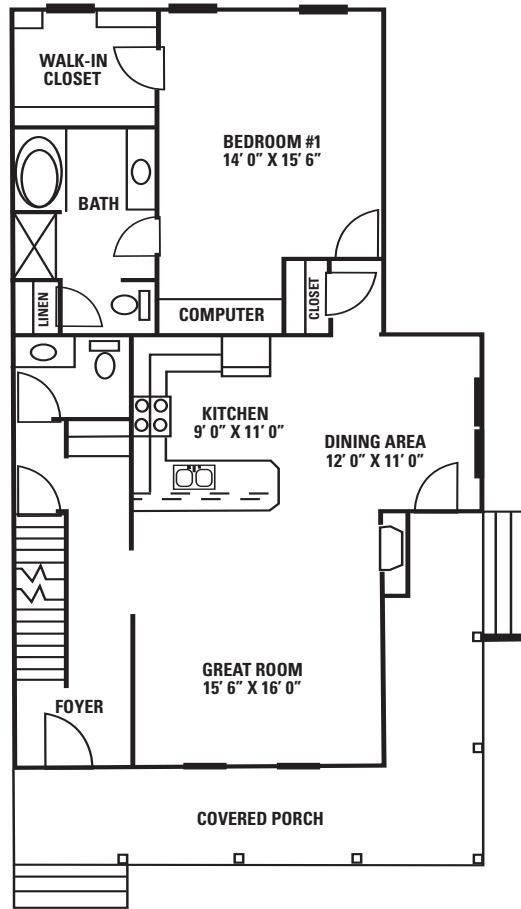 WALK-IN
CLOSET
BEDROOM #1
14′ 0″ X 15′ 6″
BATH
LINEN
COMPUTER
CLOSET
KITCHEN
9′ 0″ X 11′ 0″
DINING AREA
12′ 0″ X 11′ 0″
GREAT ROOM
15′ 6″ X 16′ 0″
FOYER
COVERED PORCH